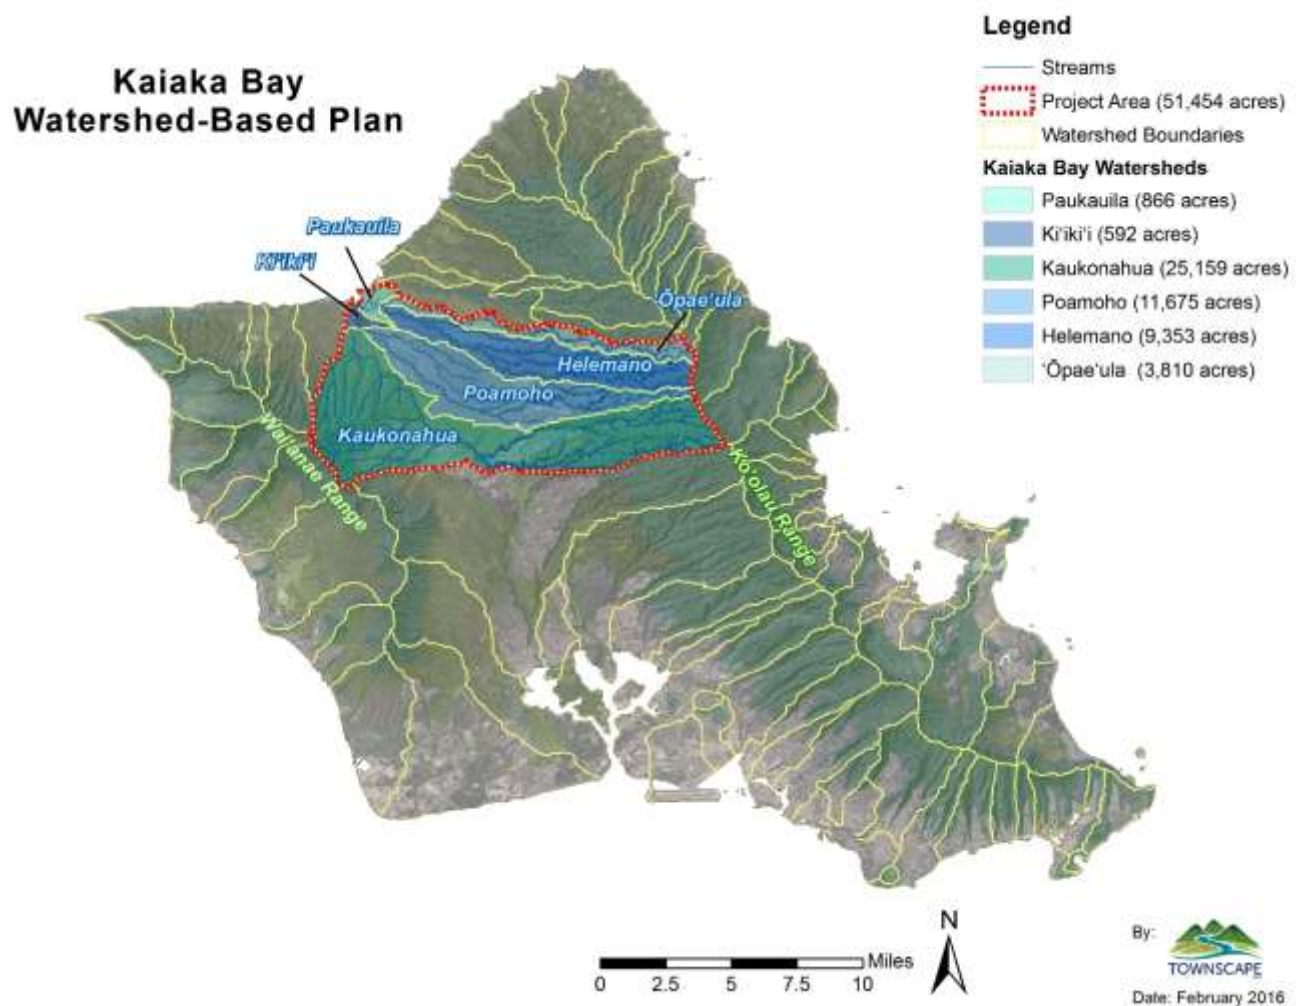 Kaiaka Bay
Watershed-Based Plan
Legend
Streams
Project Area (51,454 acres)
Watershed Boundaries
Kaiaka Bay Watersheds
Paukauila (866 acres)
Ki‘iki‘i (592 acres)
Kaukonahua (25,159 acres)
Poamoho (11,675 acres)
Helemano (9,353 acres)
‘Ōpae‘ula (3,810 acres)
Paukauila
Ki‘iki‘i
‘Ōpae‘ula
Helemano
Poamoho
Kaukonahua
Wai‘anae Range
Ko‘olau Range
N
Miles
0 2.5 5 7.5 10
By:
TOWNSCAPE
Date: February 2016